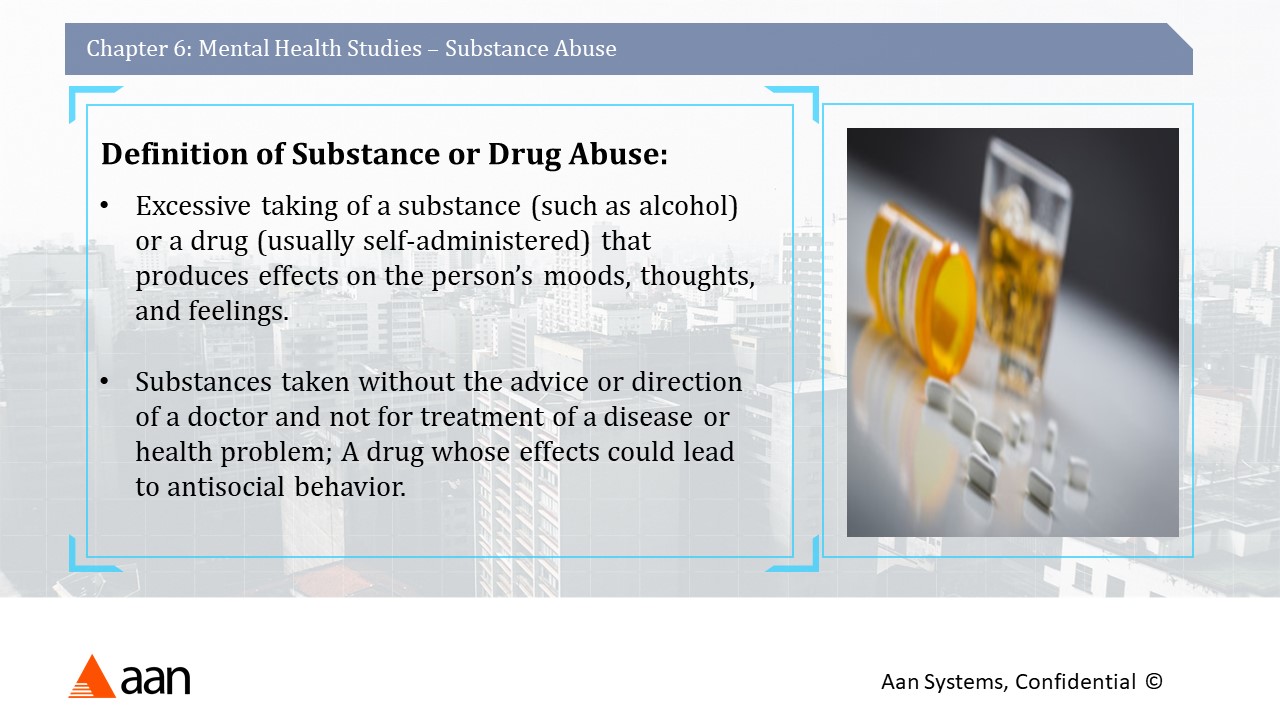 Chapter 6: Mental Health Studies – Substance Abuse
Definition of Substance or Drug Abuse:
• Excessive taking of a substance (such as alcohol)
or a drug (usually self-administered) that
produces effects on the person’s moods, thoughts,
and feelings.
• Substances taken without the advice or direction
of a doctor and not for treatment of a disease or
health problem; A drug whose effects could lead
to antisocial behavior.
aan
Aan Systems, Confidential ©